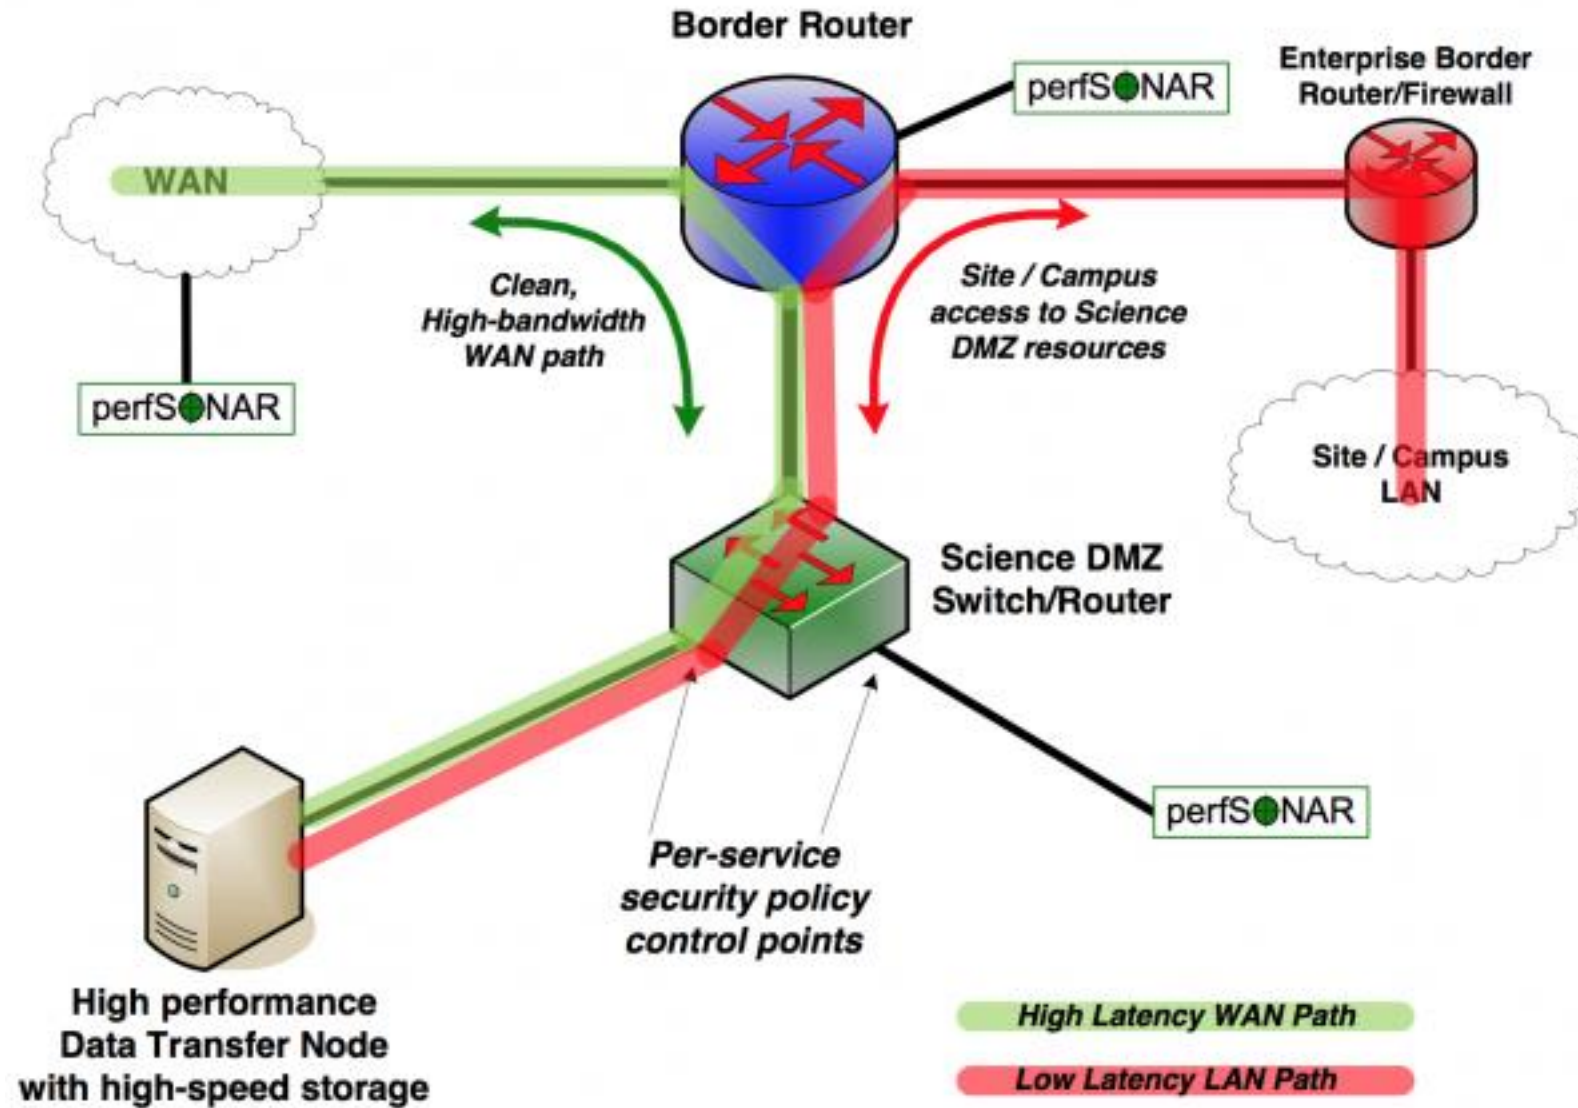 Border Router
perfSONAR
Enterprise Border
Router/Firewall
WAN
Clean,
High-bandwidth
WAN path
Site / Campus
access to Science
DMZ resources
perfSONAR
Site / Campus
LAN
Science DMZ
Switch/Router
perfSONAR
Per-service
security policy
control points
High performance
Data Transfer Node
with high-speed storage
High Latency WAN Path
Low Latency LAN Path